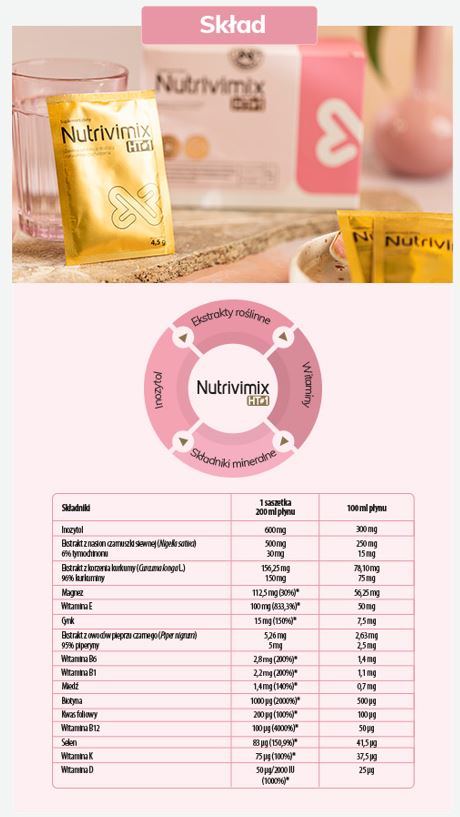 Skład
Nutrivimix
HT01
Suplement diety
Nutrivimix
4,5 g
Nutrivi
Ekstrakty roślinne
Witaminy
Inozytol
Nutrivimix
Składniki mineralne
Składniki 1 saszetka 200 ml płynu 100 ml płynu
Inozytol 600 mg 300 mg
Ekstrakt z nasion czarnuszki siewnej (Nigella sativa) 500 mg 250 mg
6% tymochinonu 30 mg 15 mg
Ekstrakt z korzenia kurkumy (Curcuma longa L.) 156,25 mg 78,10 mg
96% kurkuminy 150 mg 75 mg
Magnez 112,5 mg (30%)* 56,25 mg
Witamina E 100 mg (833,3%)* 50 mg
Cynk 15 mg (150%)* 7,5 mg
Ekstrakt z owoców pieprzu czarnego (Piper nigrum) 5,26 mg 2,63 mg
95% piperyny 5 mg 2,5 mg
Witamina B6 2,8 mg (200%)* 1,4 mg
Witamina B1 2,2 mg (200%)* 1,1 mg
Miedź 1,4 mg (140%)* 0,7 mg
Biotyna 1000 µg (2000%)* 500 µg
Kwas foliowy 200 µg (100%)* 100 µg
Witamina B12 100 µg (4000%)* 50 µg
Selen 83 µg (150,9%)* 41,5 µg
Witamina K 75 µg (100%)* 37,5 µg
Witamina D 50 µg/2000 IU 25 µg
(1000%)*